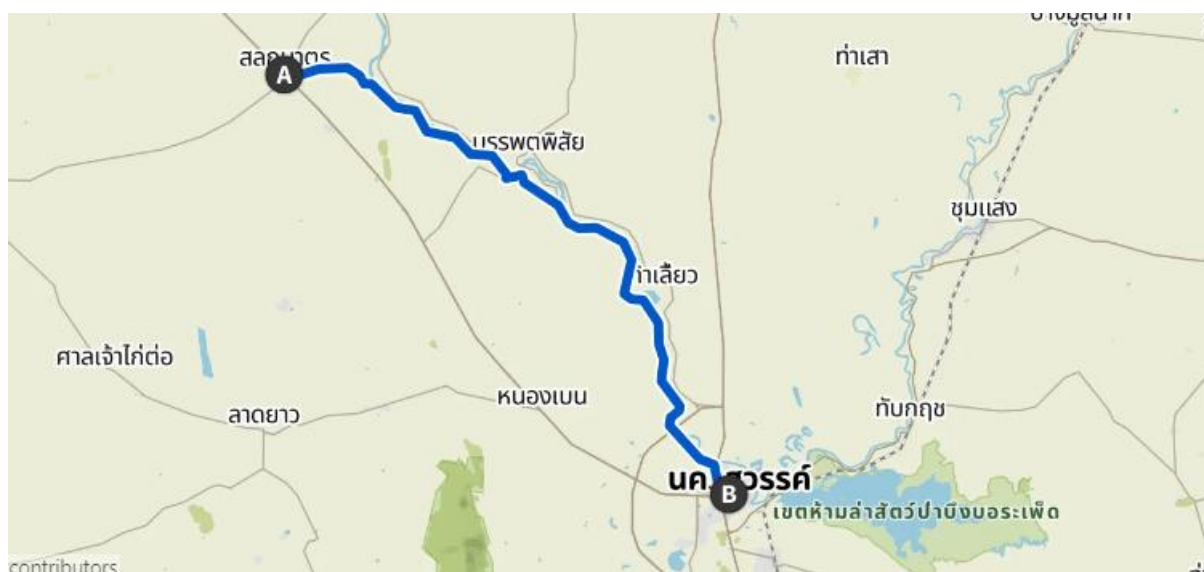 ท่าเสา
A
บรรพตพิสัย
ชุมแสง
ศาลเจ้าไก่ต่อ
หนองเบน
ลาดยาว
ทับกฤช
B
เขตห้ามล่าสัตว์ป่าบึงบอระเพ็ด
contributors